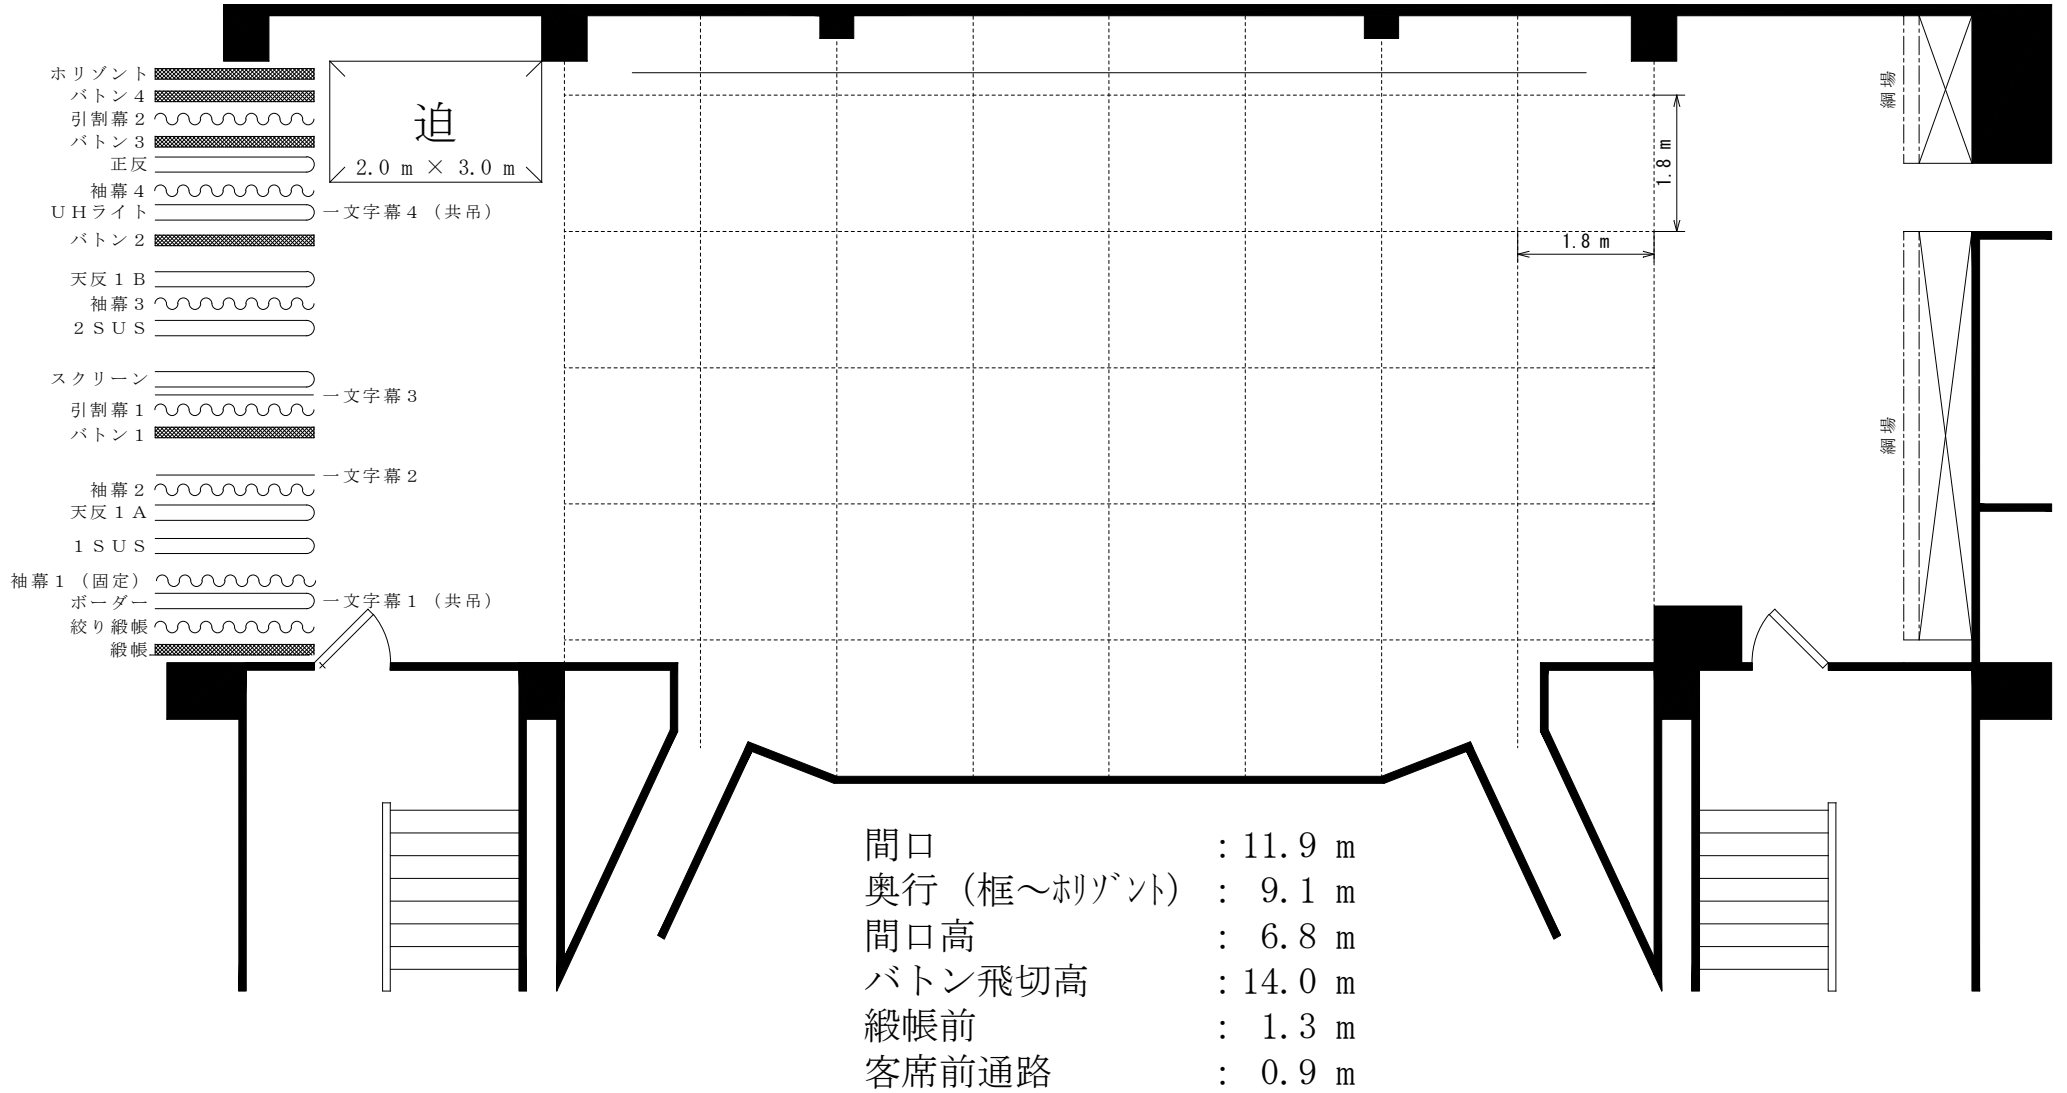 ホリゾント
バトン４
引割幕２
バトン３
正反
袖幕４
ＵＨライト
一文字幕４（共吊）
バトン２
天反１Ｂ
袖幕３
２ＳＵＳ
スクリーン
一文字幕３
引割幕１
バトン１
一文字幕２
袖幕２
天反１Ａ
１ＳＵＳ
袖幕１（固定）
ボーダー
一文字幕１（共吊）
絞り緞帳
緞帳
迫
2.0 m × 3.0 m
1.8 m
1.8 m
綱場
綱場
間口 : 11.9 m
奥行（框～ﾎﾘｿﾞﾝﾄ） : 9.1 m
間口高 : 6.8 m
バトン飛切高 : 14.0 m
緞帳前 : 1.3 m
客席前通路 : 0.9 m